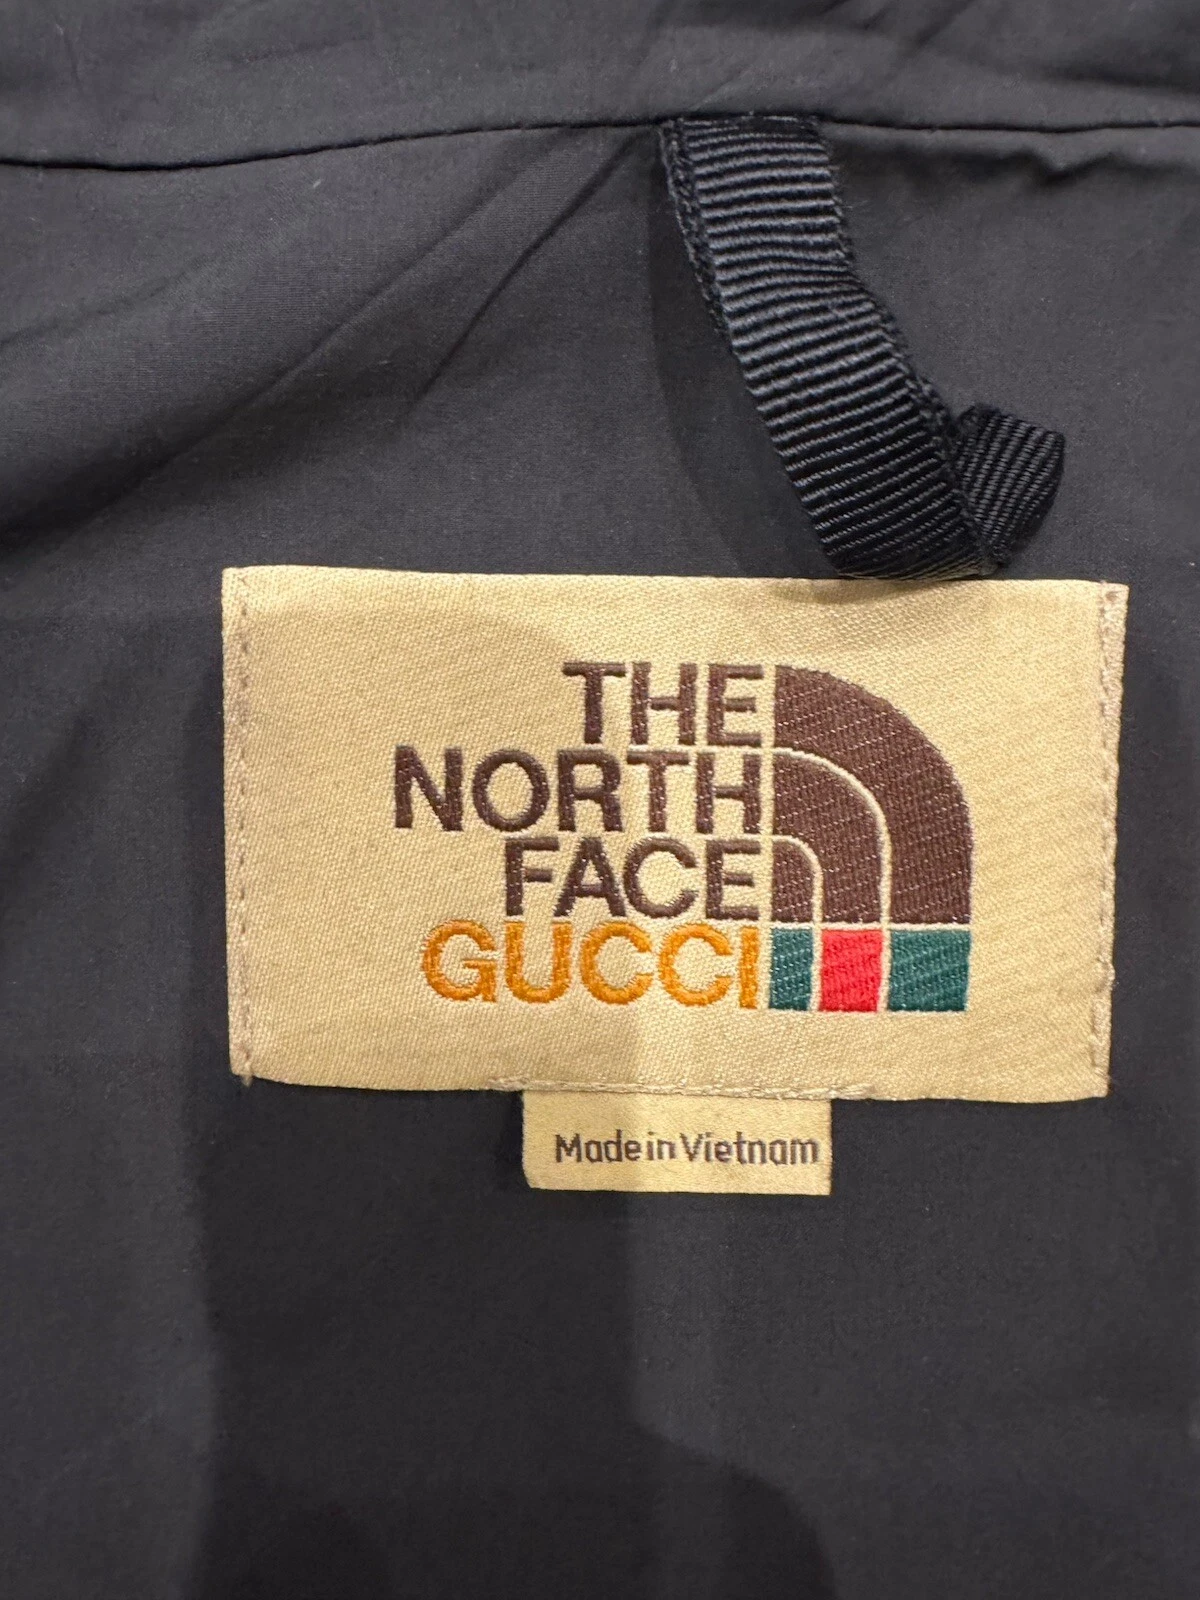 THE
NORTH
FACE
GUCCI
Made in Vietnam